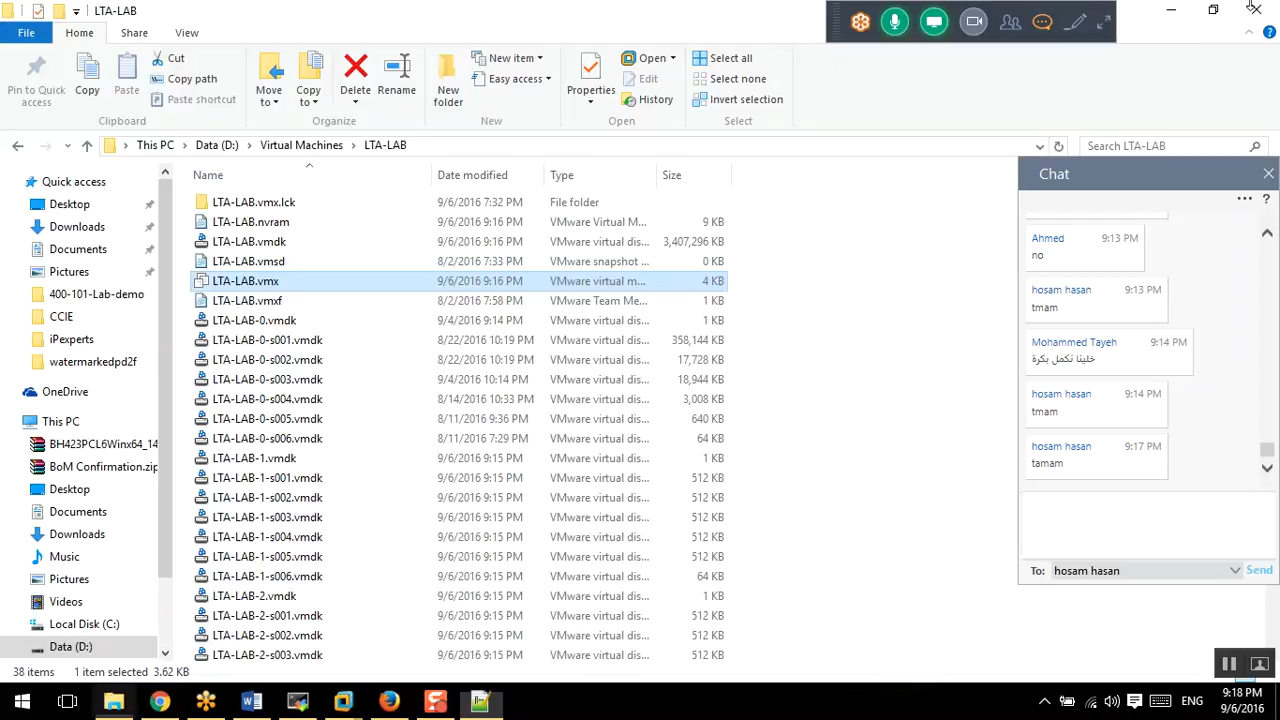 LTA-LAB
File
Home
Share
View
Pin to Quick access
Copy
Paste
Cut
Copy path
Paste shortcut
Clipboard
Move to
Copy to
Delete
Rename
Organize
New folder
New item
Easy access
New
Properties
Open
Edit
History
Open
Select all
Select none
Invert selection
Select
This PC > Data (D:) > Virtual Machines > LTA-LAB
Search LTA-LAB
Quick access
Desktop
Downloads
Documents
Pictures
400-101-Lab-demo
CCIE
iPexperts
watermarkedpd2f
OneDrive
This PC
BH423PCL6Winx64_14
BoM Confirmation.zip
Desktop
Documents
Downloads
Music
Pictures
Videos
Local Disk (C:)
Data (D:)
Name Date modified Type Size
LTA-LAB.vmx.lck 9/6/2016 7:32 PM File folder
LTA-LAB.nvram 9/6/2016 9:16 PM VMware Virtual M... 9 KB
LTA-LAB.vmdk 9/6/2016 9:16 PM VMware virtual dis... 3,407,296 KB
LTA-LAB.vmsd 8/2/2016 7:33 PM VMware snapshot ... 0 KB
LTA-LAB.vmx 9/6/2016 9:16 PM VMware virtual m... 4 KB
LTA-LAB.vmxf 8/2/2016 7:58 PM VMware Team Me... 1 KB
LTA-LAB-0.vmdk 9/4/2016 9:14 PM VMware virtual dis... 1 KB
LTA-LAB-0-s001.vmdk 8/22/2016 10:19 PM VMware virtual dis... 358,144 KB
LTA-LAB-0-s002.vmdk 8/22/2016 10:19 PM VMware virtual dis... 17,728 KB
LTA-LAB-0-s003.vmdk 9/4/2016 10:14 PM VMware virtual dis... 18,944 KB
LTA-LAB-0-s004.vmdk 8/14/2016 10:33 PM VMware virtual dis... 3,008 KB
LTA-LAB-0-s005.vmdk 8/11/2016 9:36 PM VMware virtual dis... 640 KB
LTA-LAB-0-s006.vmdk 8/11/2016 7:29 PM VMware virtual dis... 64 KB
LTA-LAB-1.vmdk 9/6/2016 9:15 PM VMware virtual dis... 1 KB
LTA-LAB-1-s001.vmdk 9/6/2016 9:15 PM VMware virtual dis... 512 KB
LTA-LAB-1-s002.vmdk 9/6/2016 9:15 PM VMware virtual dis... 512 KB
LTA-LAB-1-s003.vmdk 9/6/2016 9:15 PM VMware virtual dis... 512 KB
LTA-LAB-1-s004.vmdk 9/6/2016 9:15 PM VMware virtual dis... 512 KB
LTA-LAB-1-s005.vmdk 9/6/2016 9:15 PM VMware virtual dis... 512 KB
LTA-LAB-1-s006.vmdk 9/6/2016 9:15 PM VMware virtual dis... 64 KB
LTA-LAB-2.vmdk 9/6/2016 9:15 PM VMware virtual dis... 1 KB
LTA-LAB-2-s001.vmdk 9/6/2016 9:15 PM VMware virtual dis... 512 KB
LTA-LAB-2-s002.vmdk 9/6/2016 9:15 PM VMware virtual dis... 512 KB
LTA-LAB-2-s003.vmdk 9/6/2016 9:15 PM VMware virtual dis... 512 KB
Chat
Ahmed 9:13 PM
no
hosam hasan 9:13 PM
tmam
Mohammed Tayeh 9:14 PM
خلينا نكمل بكرة
hosam hasan 9:14 PM
tmam
hosam hasan 9:17 PM
tamam
To: hosam hasan Send
38 items 1 item selected 3.62 KB
ENG
9:18 PM
9/6/2016